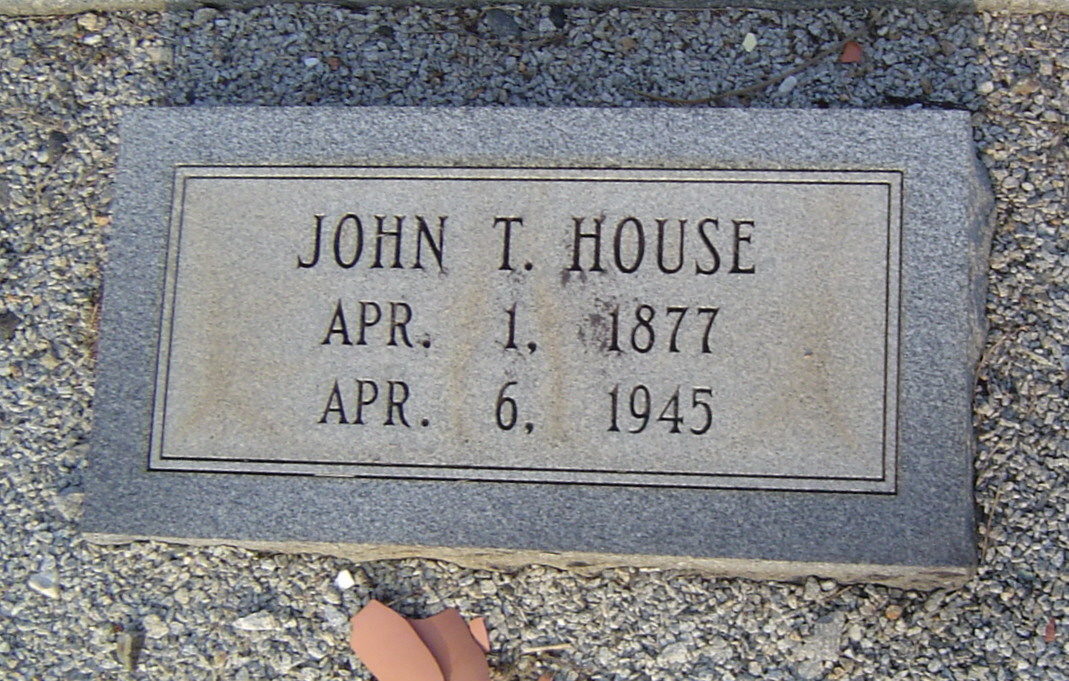 JOHN T. HOUSE
APR. 1, 1877
APR. 6, 1945